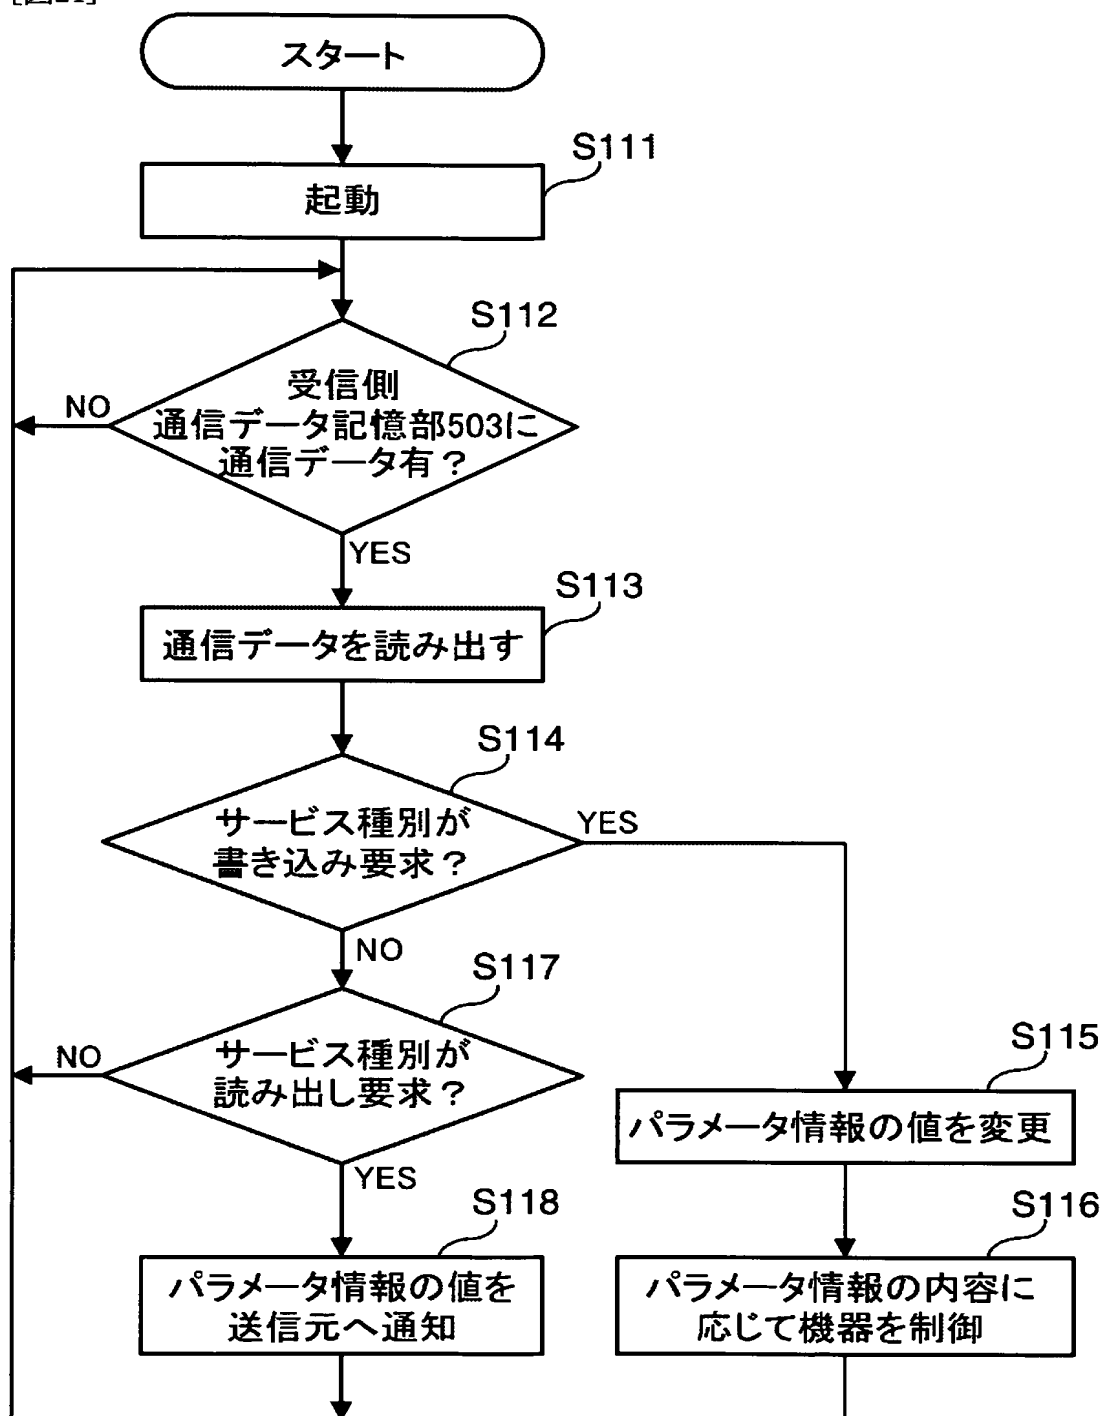 スタート
S111
起動
S112
受信側
通信データ記憶部503に
通信データ有？
NO
YES
S113
通信データを読み出す
S114
サービス種別が
書き込み要求？
YES
NO
S117
サービス種別が
読み出し要求？
NO
YES
S115
パラメータ情報の値を変更
S118
パラメータ情報の値を
送信元へ通知
S116
パラメータ情報の内容に
応じて機器を制御